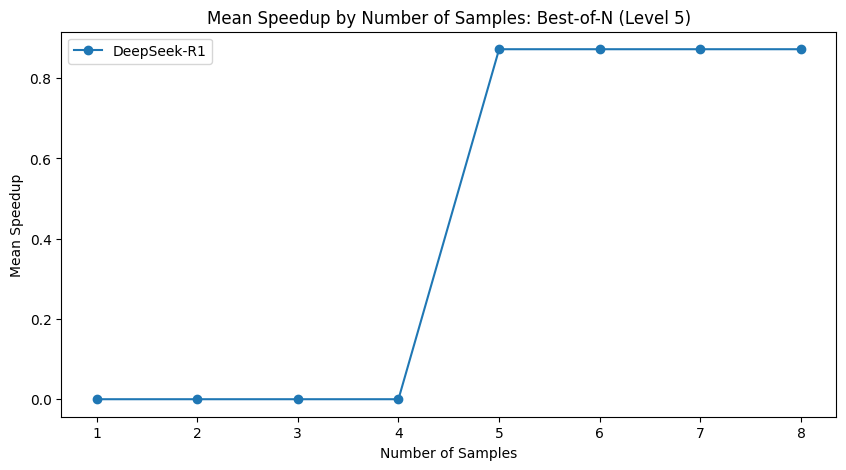 Mean Speedup by Number of Samples: Best-of-N (Level 5)
DeepSeek-R1
Mean Speedup
0.8
0.6
0.4
0.2
0.0
1 2 3 4 5 6 7 8
Number of Samples